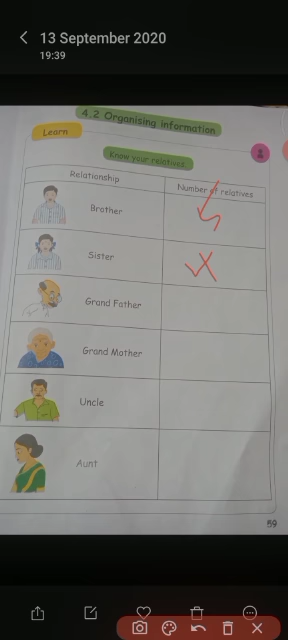 13 September 2020
19:39
4.2 Organising information
Learn
Know your relatives
Relationship
Number of relatives
Brother
Sister
Grand Father
Grand Mother
Uncle
Aunt
59